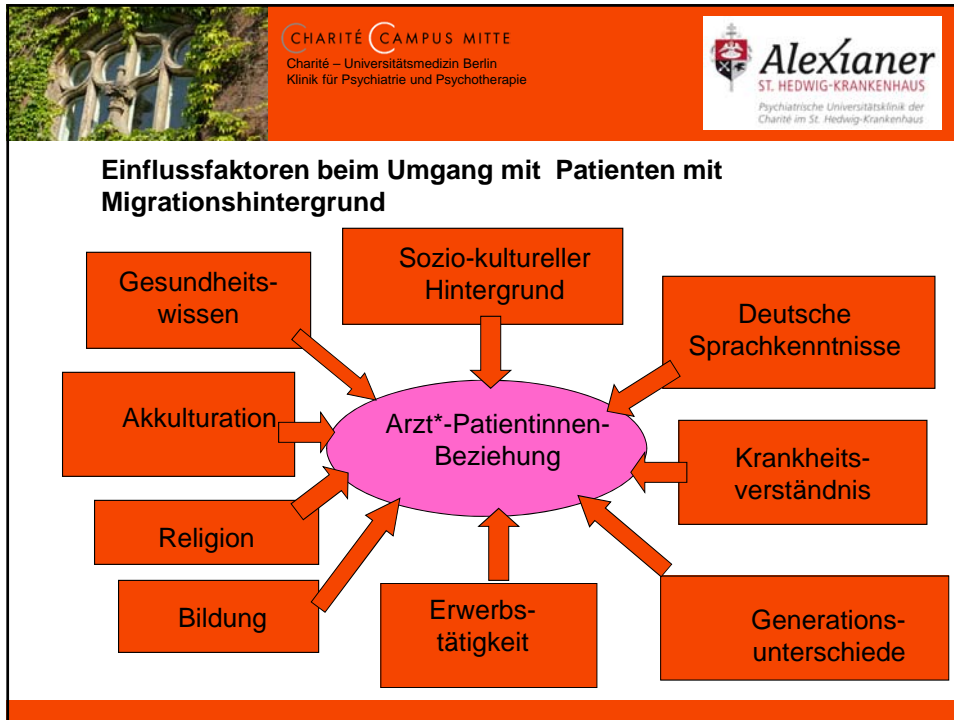 CHARITÉ CAMPUS MITTE
Charité – Universitätsmedizin Berlin
Klinik für Psychiatrie und Psychotherapie
Alexianer
ST. HEDWIG-KRANKENHAUS
Psychiatrische Universitätsklinik der
Charité im St. Hedwig-Krankenhaus
Einflussfaktoren beim Umgang mit Patienten mit
Migrationshintergrund
Gesundheits-
wissen
Sozio-kultureller
Hintergrund
Deutsche
Sprachkenntnisse
Akkulturation
Arzt*-Patientinnen-
Beziehung
Krankheits-
verständnis
Religion
Bildung
Erwerbs-
tätigkeit
Generations-
unterschiede